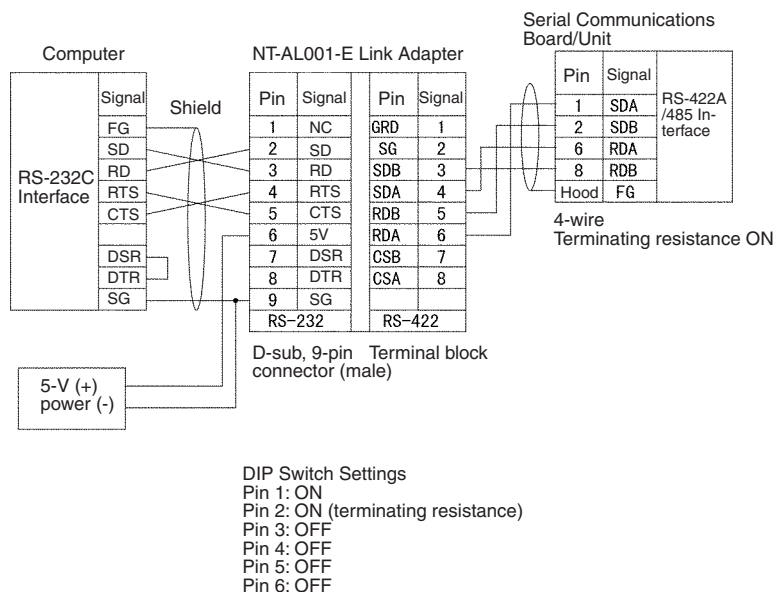 Serial Communications
Board/Unit
Computer
NT-AL001-E Link Adapter
Shield
RS-232C
Interface
Signal
FG
SD
RD
RTS
CTS
DSR
DTR
SG
Pin Signal Pin Signal
1 NC GRD 1
2 SD SG 2
3 RD SDB 3
4 RTS SDA 4
5 CTS RDB 5
6 5V RDA 6
7 DSR CSB 7
8 DTR CSA 8
9 SG
RS-232 RS-422
D-sub, 9-pin Terminal block
connector (male)
Pin Signal
1 SDA
2 SDB
6 RDA
8 RDB
Hood FG
RS-422A
/485 In-
terface
4-wire
Terminating resistance ON
5-V (+)
power (-)
DIP Switch Settings
Pin 1: ON
Pin 2: ON (terminating resistance)
Pin 3: OFF
Pin 4: OFF
Pin 5: OFF
Pin 6: OFF